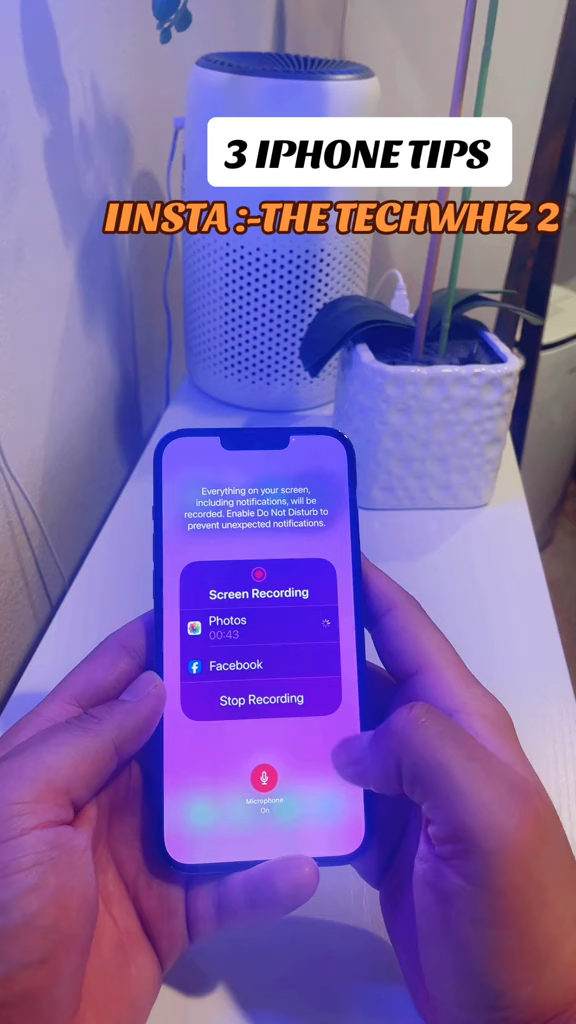 3 IPHONE TIPS
IINSTA :-THE TECHWHIZ 2
Everything on your screen,
including notifications, will be
recorded. Enable Do Not Disturb to
prevent unexpected notifications.
Screen Recording
Photos
00:43
Facebook
Stop Recording
Microphone
On